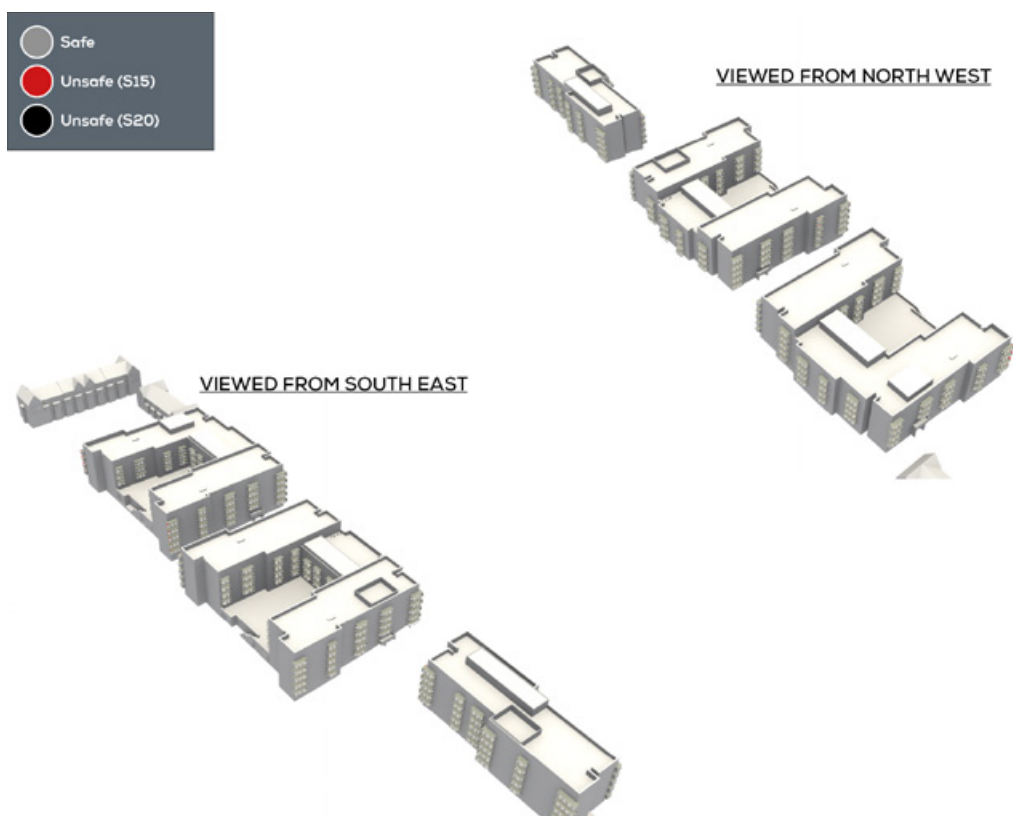 Safe
Unsafe (S15)
Unsafe (S20)
VIEWED FROM NORTH WEST
VIEWED FROM SOUTH EAST